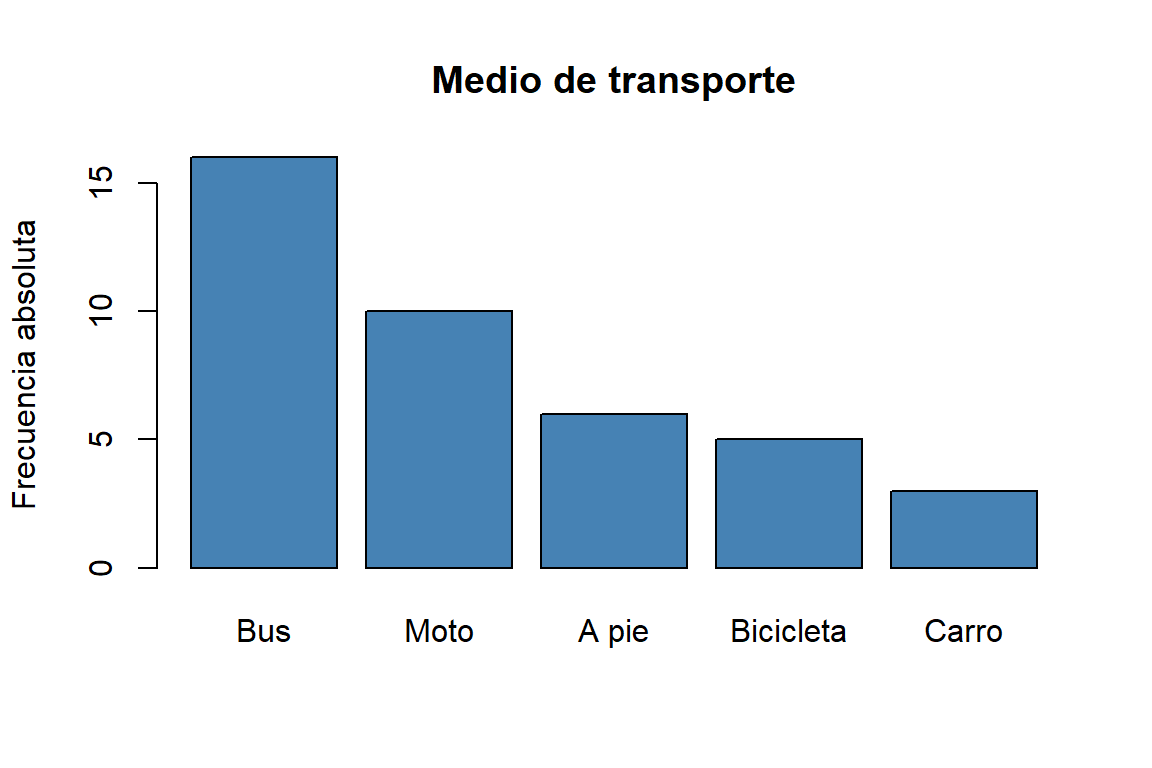 Medio de transporte
Frecuencia absoluta
15
10
5
0
Bus Moto A pie Bicicleta Carro